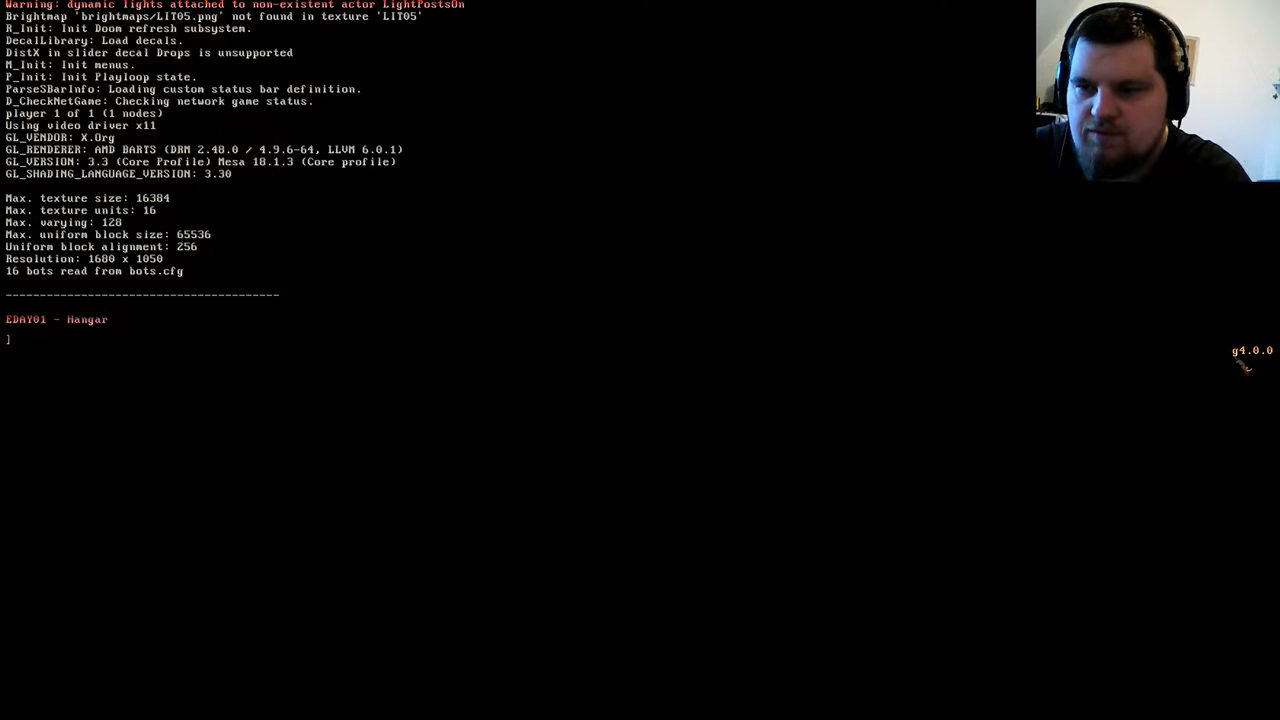 Warning: dynamic lights attached to non-existent actor LightPostsOn
Brightmap 'brightmaps/LIT05.png' not found in texture 'LIT05'
R_Init: Init Doom refresh subsystem.
DecalLibrary: Load decals.
DistX in slider decal Drops is unsupported
M_Init: Init menus.
P_Init: Init Playloop state.
ParseSBarInfo: Loading custom status bar definition.
D_CheckNetGame: Checking network game status.
player 1 of 1 (1 nodes)
Using video driver x11
GL_VENDOR: X.Org
GL_RENDERER: AMD BARTS (DRM 2.48.0 / 4.9.6-64, LLVM 6.0.1)
GL_VERSION: 3.3 (Core Profile) Mesa 18.1.3 (Core profile)
GL_SHADING_LANGUAGE_VERSION: 3.30
Max. texture size: 16384
Max. texture units: 16
Max. varying: 128
Max. uniform block size: 65536
Uniform block alignment: 256
Resolution: 1680 x 1050
16 bots read from bots.cfg
----------------------------------------
EDAY01 - Hangar
]
g4.0.0